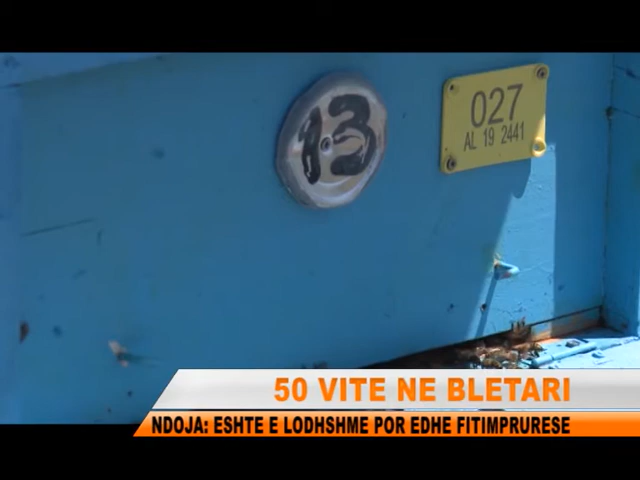 13
027
AL 19 2441
50 VITE NE BLETARI
NDOJA: ESHTE E LODHSHME POR EDHE FITIMPRURESE